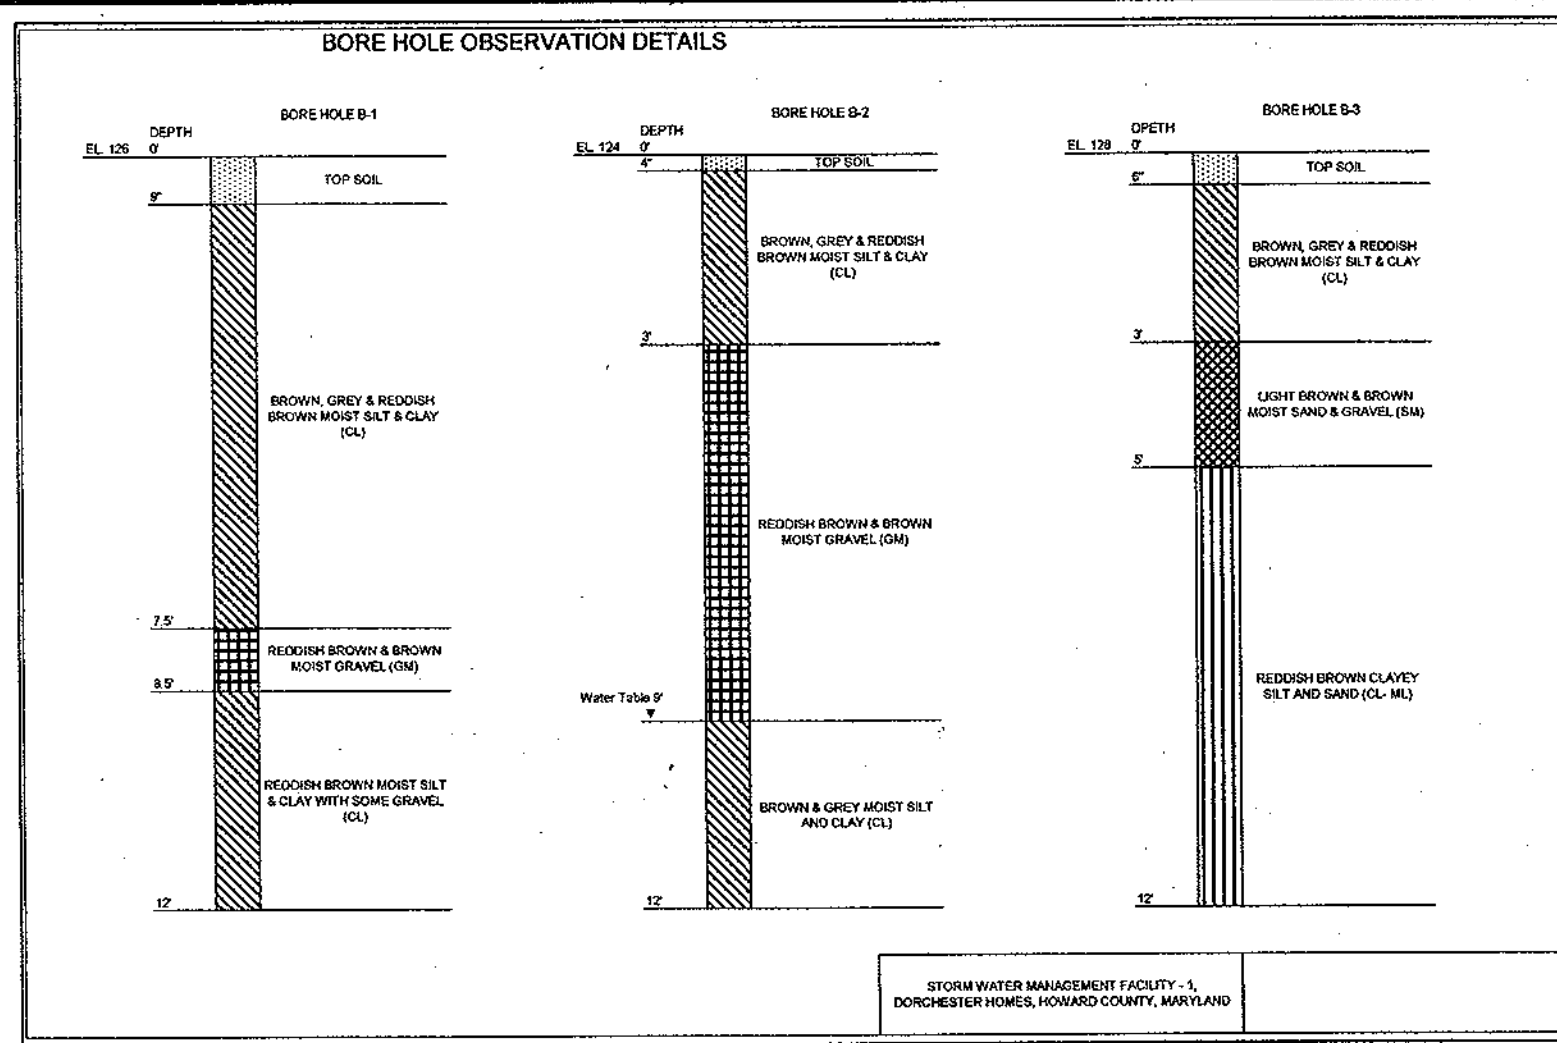 BORE HOLE OBSERVATION DETAILS
BORE HOLE B-1
DEPTH
EL. 126 0'
TOP SOIL
9"
BROWN, GREY & REDDISH
BROWN MOIST SILT & CLAY
(CL)
7.5'
REDDISH BROWN & BROWN
MOIST GRAVEL (GM)
8.5'
REDDISH BROWN MOIST SILT
& CLAY WITH SOME GRAVEL
(CL)
12'
BORE HOLE B-2
DEPTH
EL. 124 0'
4" TOP SOIL
BROWN, GREY & REDDISH
BROWN MOIST SILT & CLAY
(CL)
3'
REDDISH BROWN & BROWN
MOIST GRAVEL (GM)
Water Table 9'
BROWN & GREY MOIST SILT
AND CLAY (CL)
12'
BORE HOLE B-3
DPETH
EL. 128 0'
TOP SOIL
6"
BROWN, GREY & REDDISH
BROWN MOIST SILT & CLAY
(CL)
3'
LIGHT BROWN & BROWN
MOIST SAND & GRAVEL (SM)
5'
REDDISH BROWN CLAYEY
SILT AND SAND (CL- ML)
12'
STORM WATER MANAGEMENT FACILITY - 1,
DORCHESTER HOMES, HOWARD COUNTY, MARYLAND